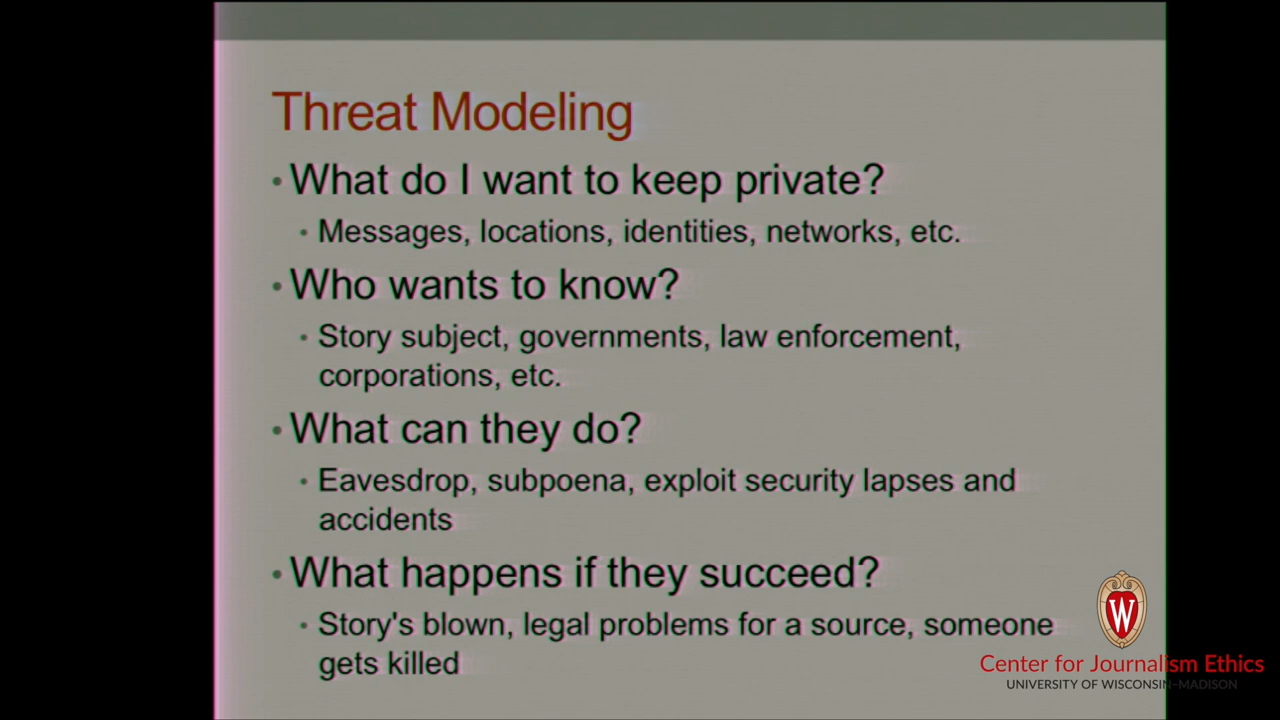 Threat Modeling
• What do I want to keep private?
• Messages, locations, identities, networks, etc.
• Who wants to know?
• Story subject, governments, law enforcement,
corporations, etc.
• What can they do?
• Eavesdrop, subpoena, exploit security lapses and
accidents
• What happens if they succeed?
• Story's blown, legal problems for a source, someone
gets killed
W
Center for Journalism Ethics
UNIVERSITY OF WISCONSIN–MADISON